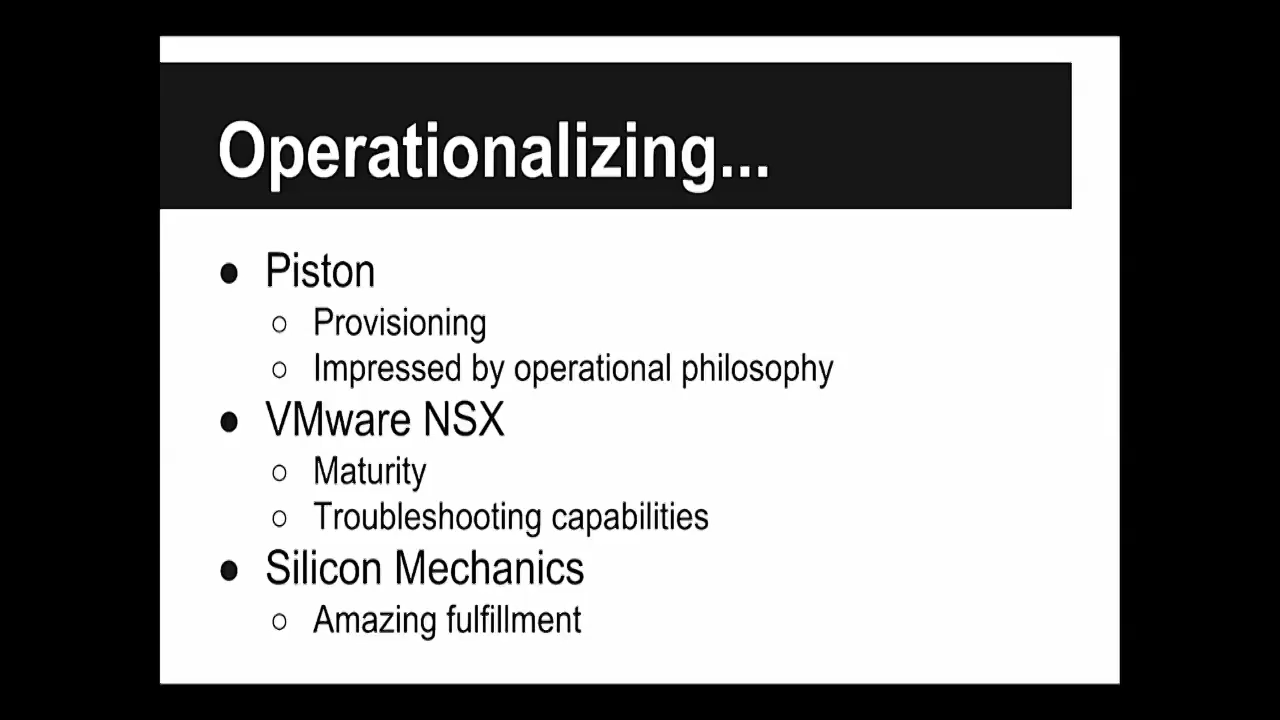 Operationalizing...
● Piston
○ Provisioning
○ Impressed by operational philosophy
● VMware NSX
○ Maturity
○ Troubleshooting capabilities
● Silicon Mechanics
○ Amazing fulfillment